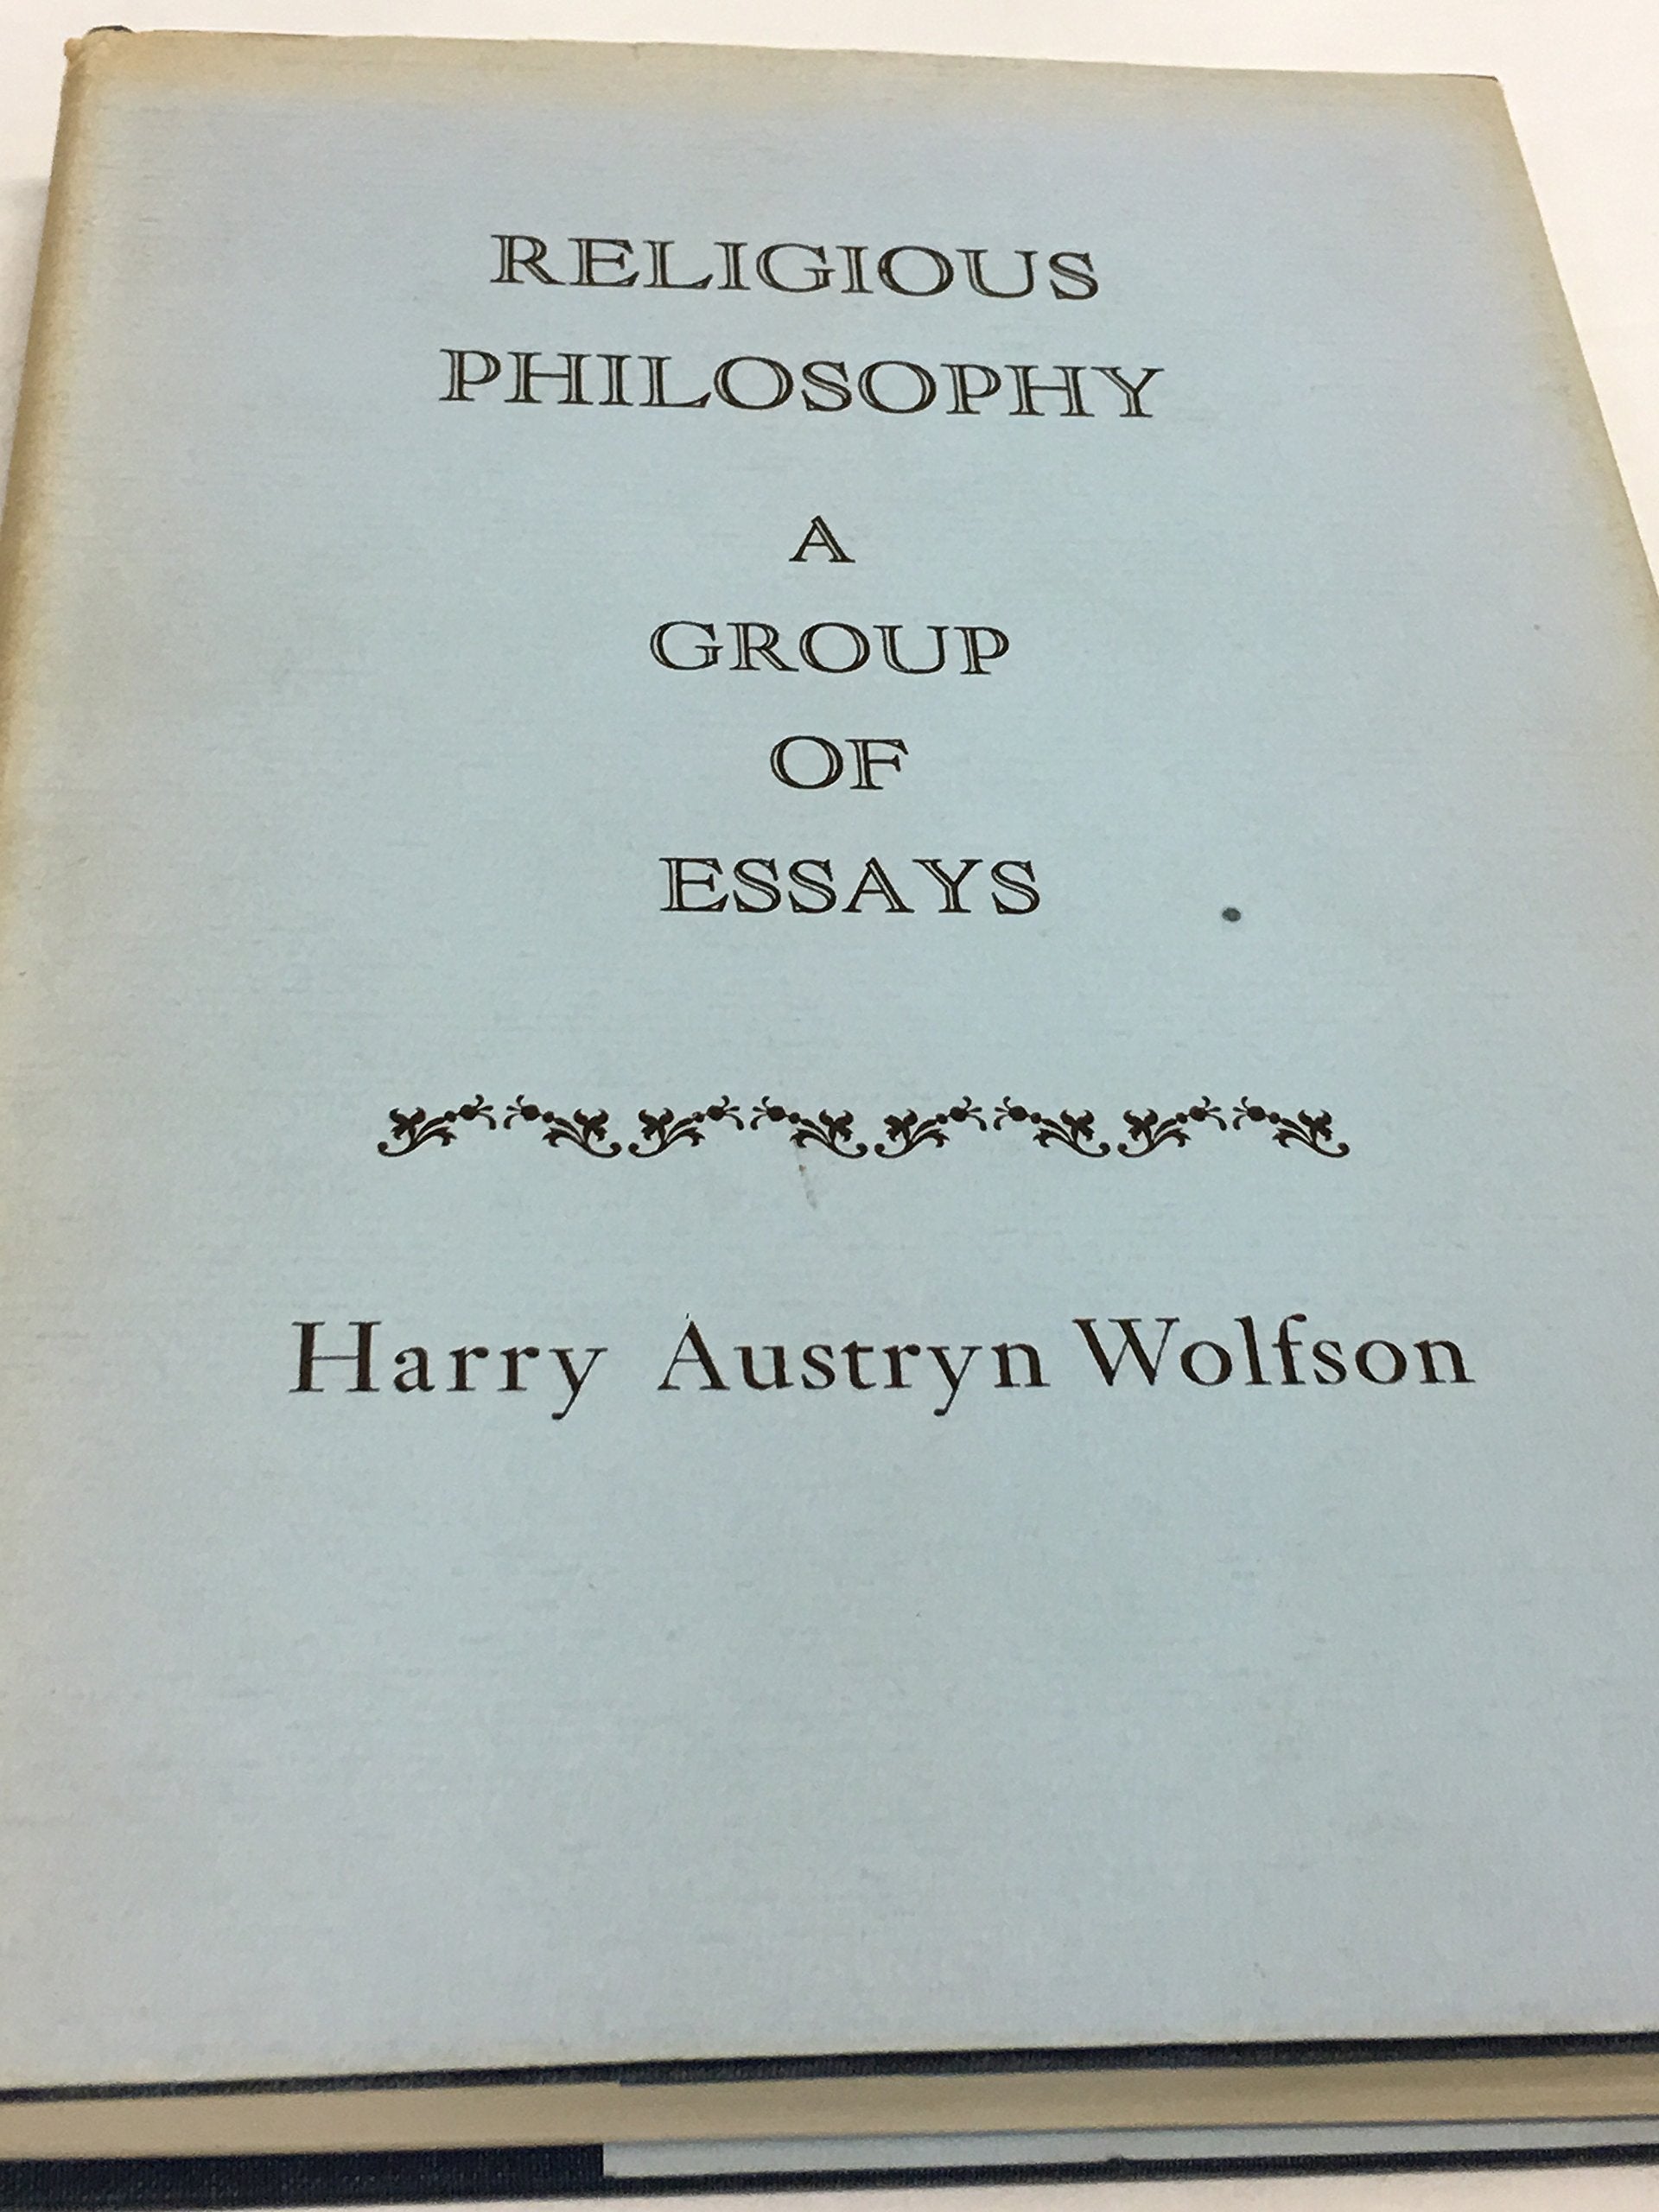 RELIGIOUS
PHILOSOPHY
A
GROUP
OF
ESSAYS
Harry Austryn Wolfson